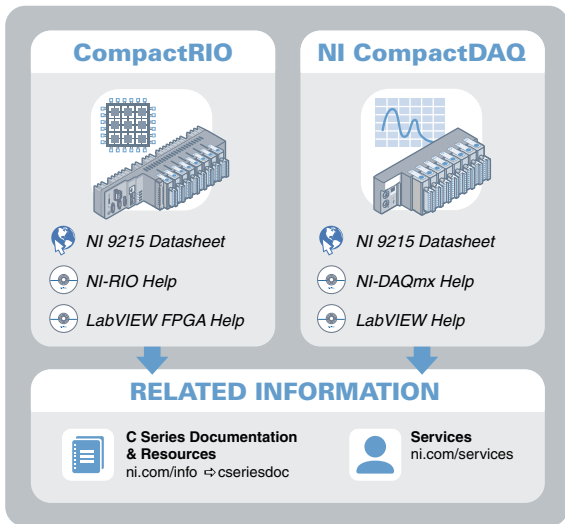 CompactRIO
NI 9215 Datasheet
NI-RIO Help
LabVIEW FPGA Help
NI CompactDAQ
NI 9215 Datasheet
NI-DAQmx Help
LabVIEW Help
RELATED INFORMATION
C Series Documentation
& Resources
ni.com/info ⇨ cseriesdoc
Services
ni.com/services